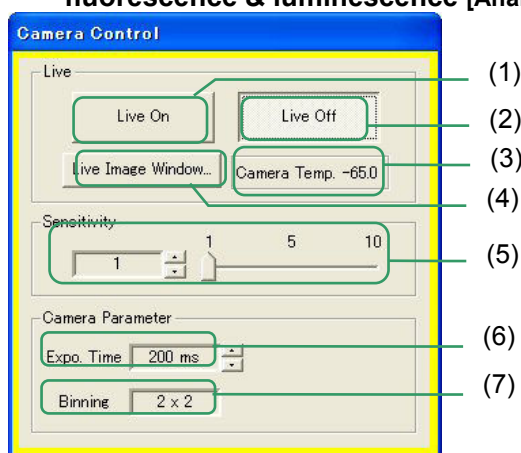 fluorescence & luminescence
Camera Control
Live
Live On
Live Off
Live Image Window...
Camera Temp. -65.0
(1)
(2)
(3)
(4)
Sensitivity
1
1 5 10
(5)
Camera Parameter
Expo. Time 200 ms
(6)
Binning 2 x 2
(7)